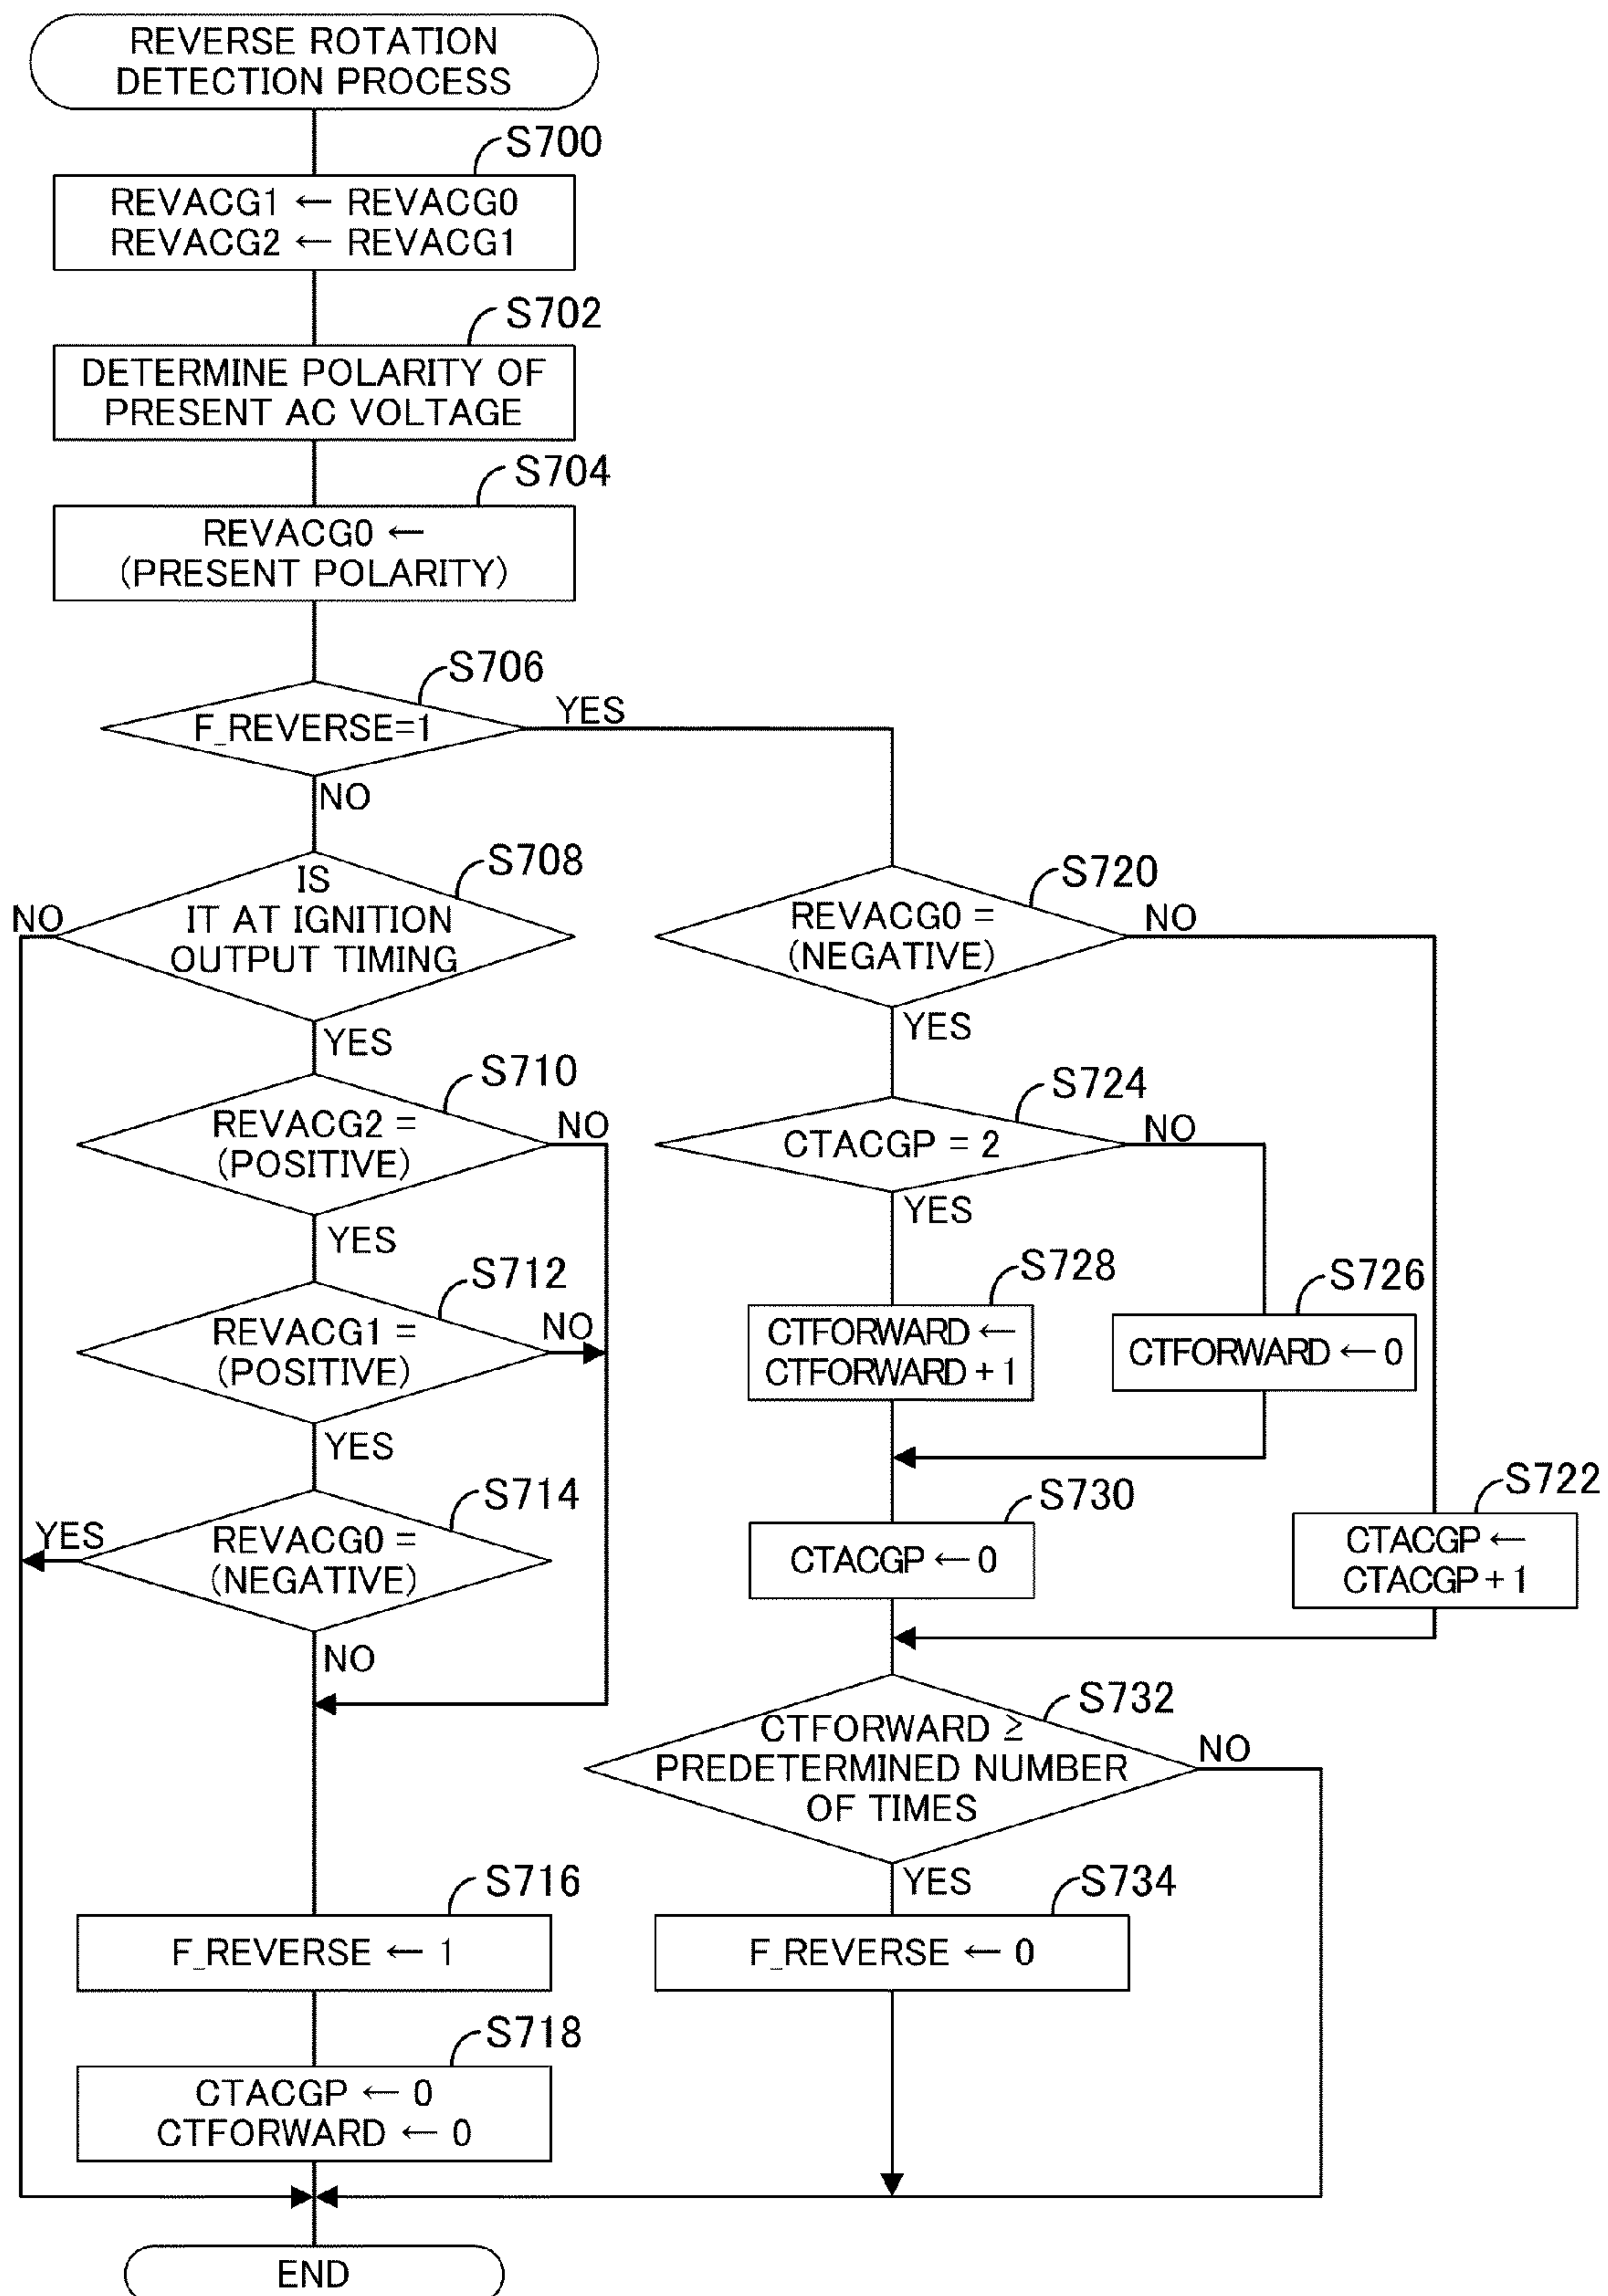 REVERSE ROTATION
DETECTION PROCESS
S700
REVACG1 ← REVACG0
REVACG2 ← REVACG1
S702
DETERMINE POLARITY OF
PRESENT AC VOLTAGE
S704
REVACG0 ←
(PRESENT POLARITY)
S706
F_REVERSE=1
YES
NO
S708
IS
IT AT IGNITION
OUTPUT TIMING
NO
YES
S710
REVACG2 =
(POSITIVE)
NO
YES
S712
REVACG1 =
(POSITIVE)
NO
YES
S714
REVACG0 =
(NEGATIVE)
YES
NO
S716
F_REVERSE ← 1
S718
CTACGP ← 0
CTFORWARD ← 0
S720
REVACG0 =
(NEGATIVE)
NO
YES
S724
CTACGP = 2
NO
YES
S728
CTFORWARD ←
CTFORWARD + 1
S726
CTFORWARD ← 0
S730
CTACGP ← 0
S722
CTACGP ←
CTACGP + 1
S732
CTFORWARD ≥
PREDETERMINED NUMBER
OF TIMES
NO
YES
S734
F_REVERSE ← 0
END